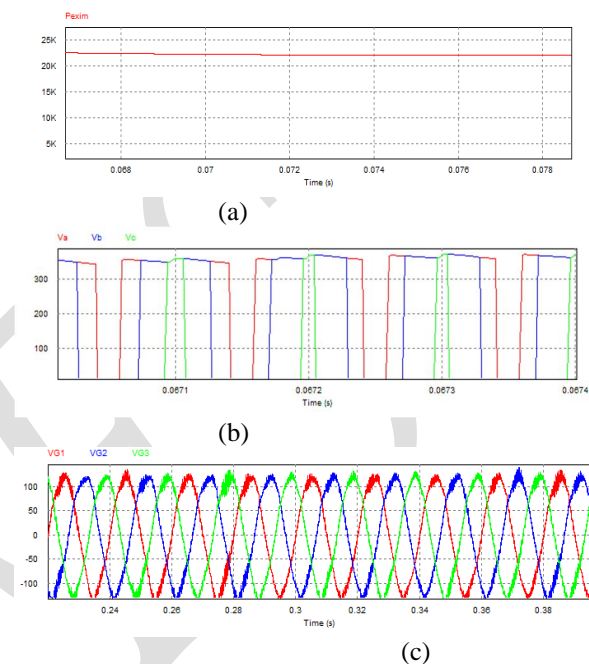 Pexim
25K
20K
15K
10K
5K
0.068 0.07 0.072 0.074 0.076 0.078
Time (s)
(a)
Va Vb Vc
300
200
100
0.0671 0.0672 0.0673 0.0674
Time (s)
(b)
VG1 VG2 VG3
100
50
0
-50
-100
0.24 0.26 0.28 0.3 0.32 0.34 0.36 0.38
Time (s)
(c)